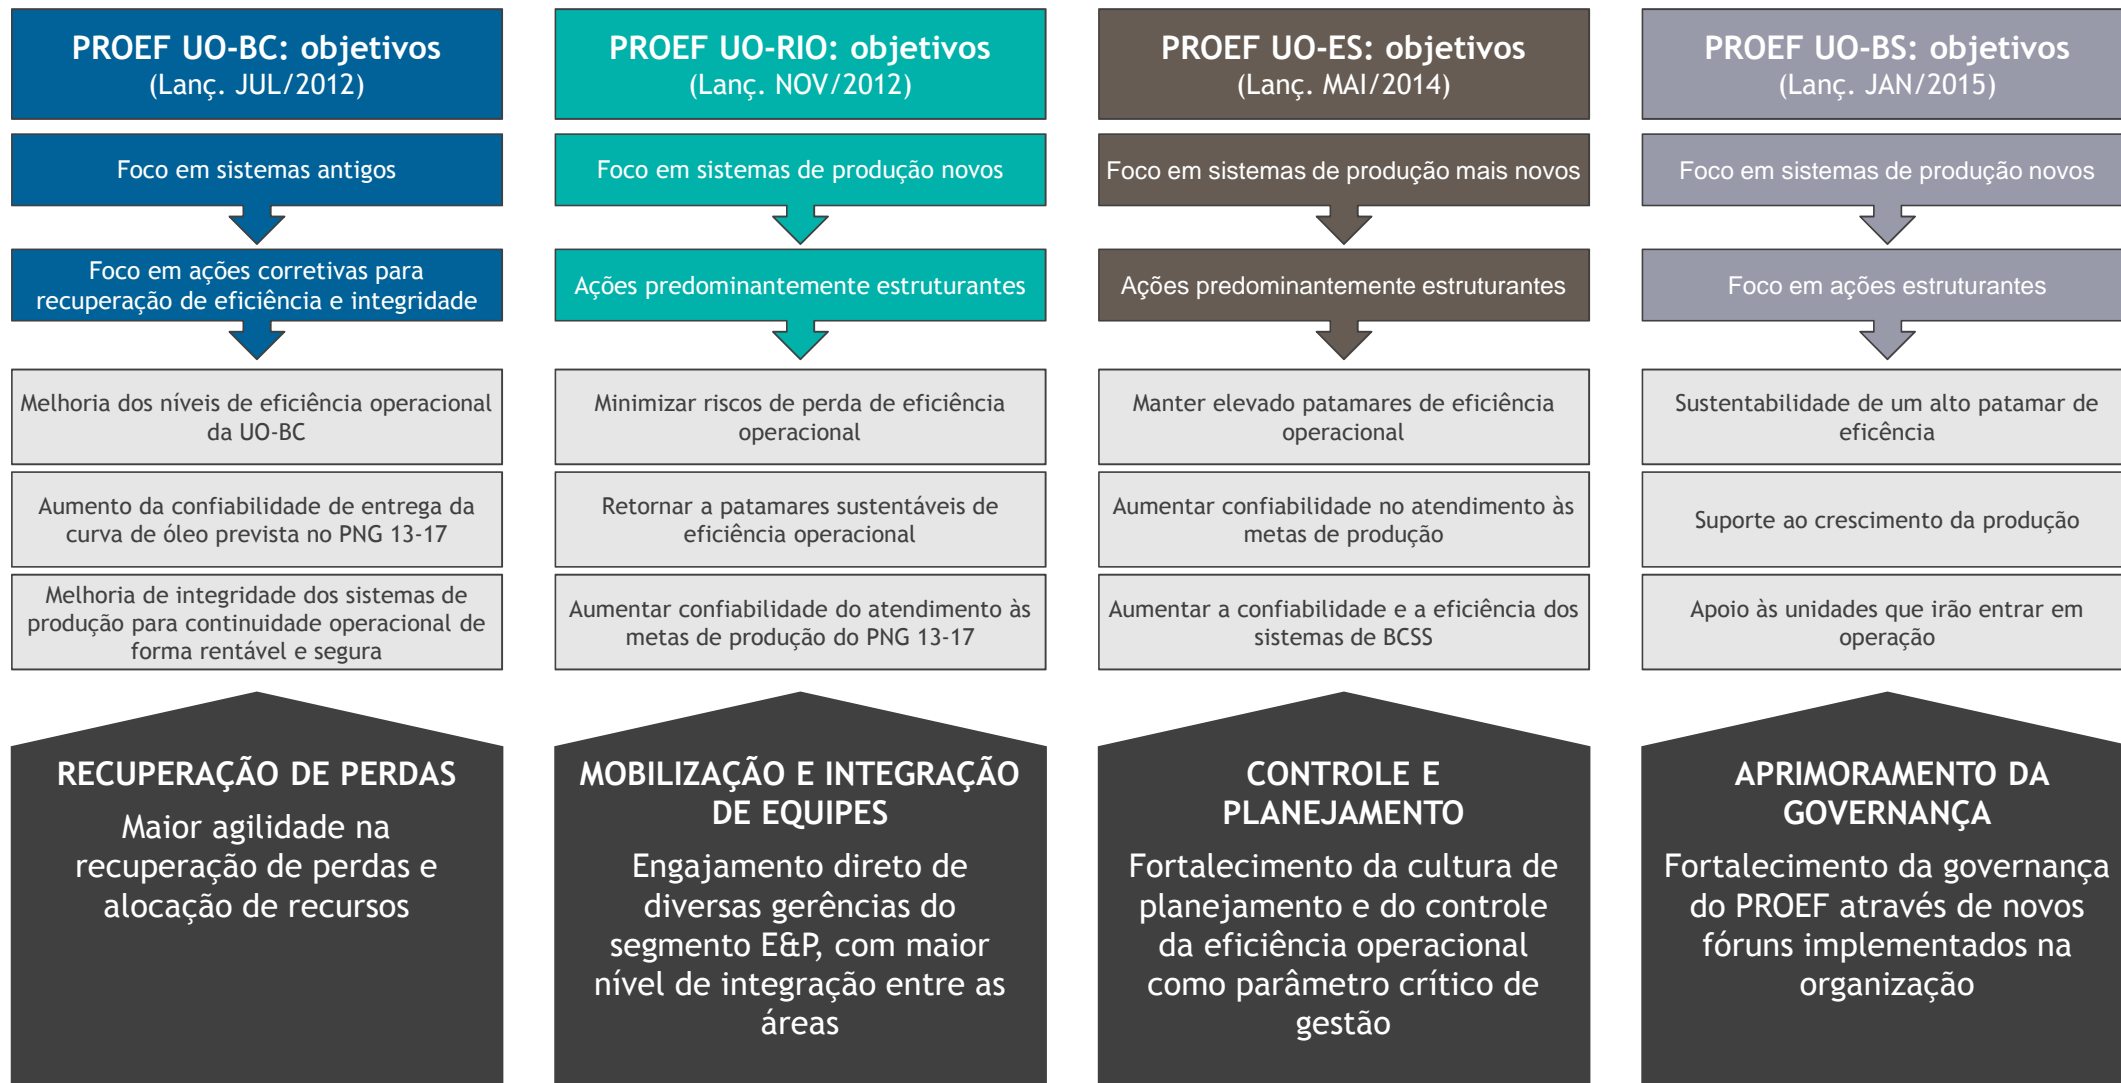 PROEF UO-BC: objetivos
(Lanç. JUL/2012)
Foco em sistemas antigos
Foco em ações corretivas para
recuperação de eficiência e integridade
Melhoria dos níveis de eficiência operacional
da UO-BC
Aumento da confiabilidade de entrega da
curva de óleo prevista no PNG 13-17
Melhoria de integridade dos sistemas de
produção para continuidade operacional de
forma rentável e segura
RECUPERAÇÃO DE PERDAS
Maior agilidade na
recuperação de perdas e
alocação de recursos
PROEF UO-RIO: objetivos
(Lanç. NOV/2012)
Foco em sistemas de produção novos
Ações predominantemente estruturantes
Minimizar riscos de perda de eficiência
operacional
Retornar a patamares sustentáveis de
eficiência operacional
Aumentar confiabilidade do atendimento às
metas de produção do PNG 13-17
MOBILIZAÇÃO E INTEGRAÇÃO
DE EQUIPES
Engajamento direto de
diversas gerências do
segmento E&P, com maior
nível de integração entre as
áreas
PROEF UO-ES: objetivos
(Lanç. MAI/2014)
Foco em sistemas de produção mais novos
Ações predominantemente estruturantes
Manter elevado patamares de eficiência
operacional
Aumentar confiabilidade no atendimento às
metas de produção
Aumentar a confiabilidade e a eficiência dos
sistemas de BCSS
CONTROLE E
PLANEJAMENTO
Fortalecimento da cultura de
planejamento e do controle
da eficiência operacional
como parâmetro crítico de
gestão
PROEF UO-BS: objetivos
(Lanç. JAN/2015)
Foco em sistemas de produção novos
Foco em ações estruturantes
Sustentabilidade de um alto patamar de
eficência
Suporte ao crescimento da produção
Apoio às unidades que irão entrar em
operação
APRIMORAMENTO DA
GOVERNANÇA
Fortalecimento da governança
do PROEF através de novos
fóruns implementados na
organização